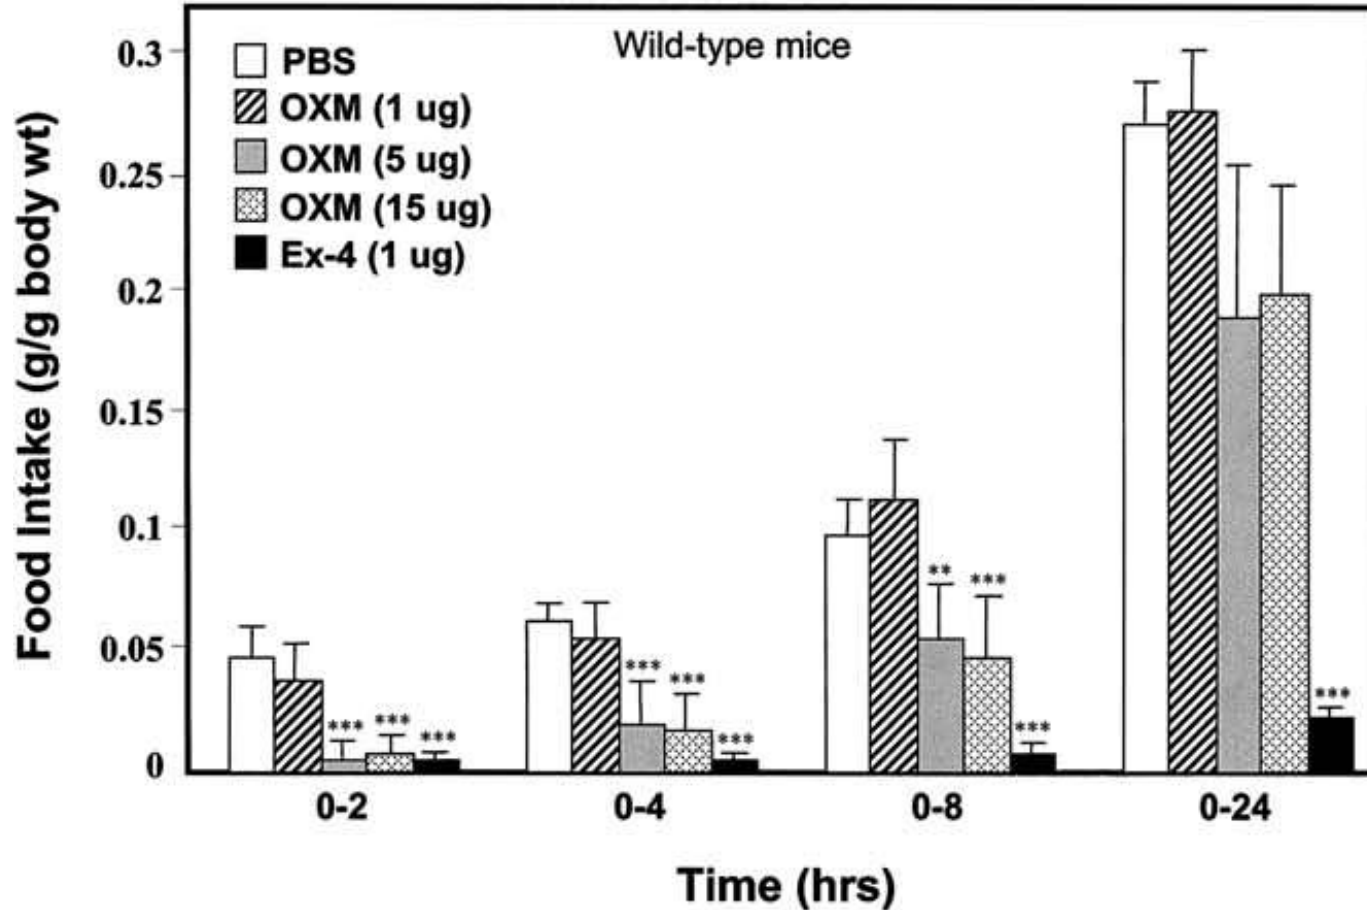 Wild-type mice
PBS
OXM (1 ug)
OXM (5 ug)
OXM (15 ug)
Ex-4 (1 ug)
Food Intake (g/g body wt)
0.3
0.25
0.2
0.15
0.1
0.05
0
***
***
***
***
***
***
**
***
***
***
0-2
0-4
0-8
0-24
Time (hrs)